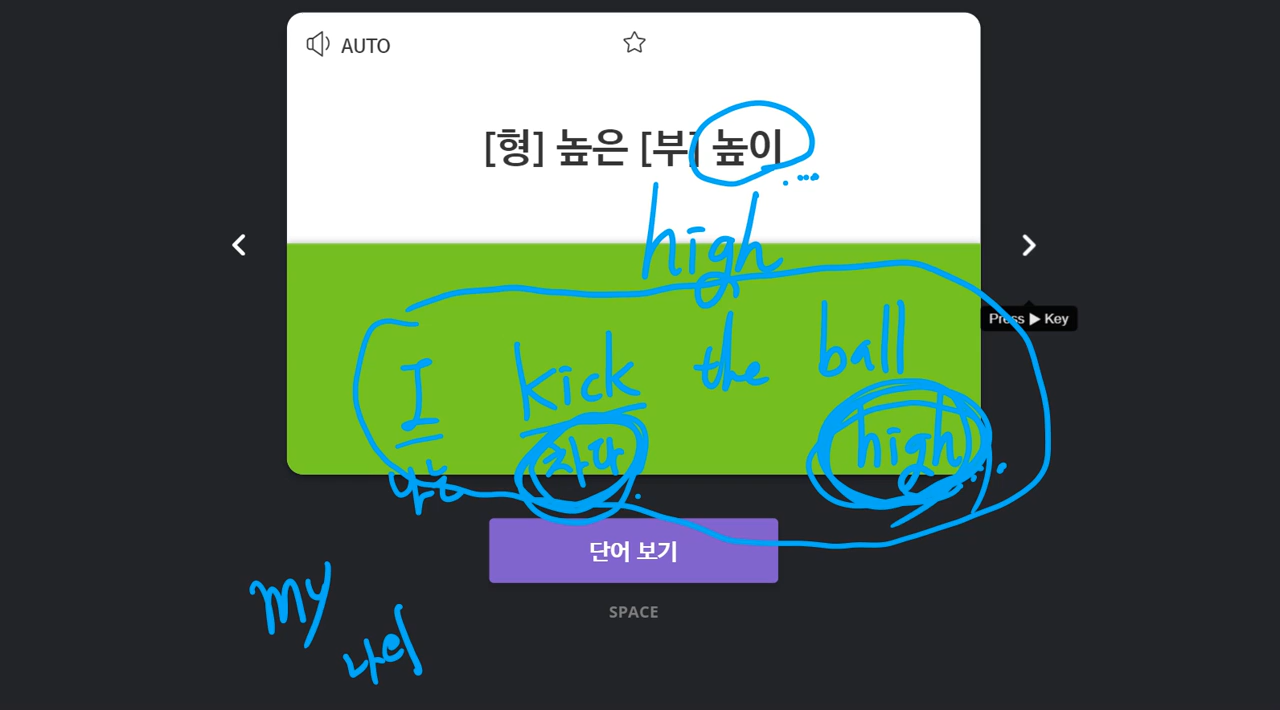 AUTO
[형] 높은 [부] 높이
high
Press ▶ Key
I kick the ball
나는 차다 high
단어 보기
SPACE
my
나의